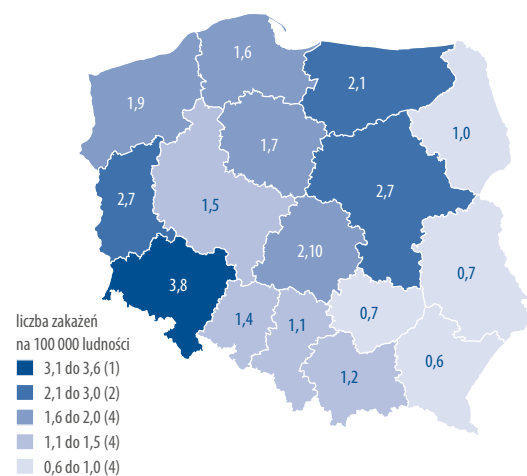 1,6
2,1
1,9
1,0
1,7
2,7
2,7
1,5
2,10
3,8
0,7
0,7
1,4
1,1
0,6
1,2
liczba zakażeń
na 100 000 ludności
3,1 do 3,6 (1)
2,1 do 3,0 (2)
1,6 do 2,0 (4)
1,1 do 1,5 (4)
0,6 do 1,0 (4)